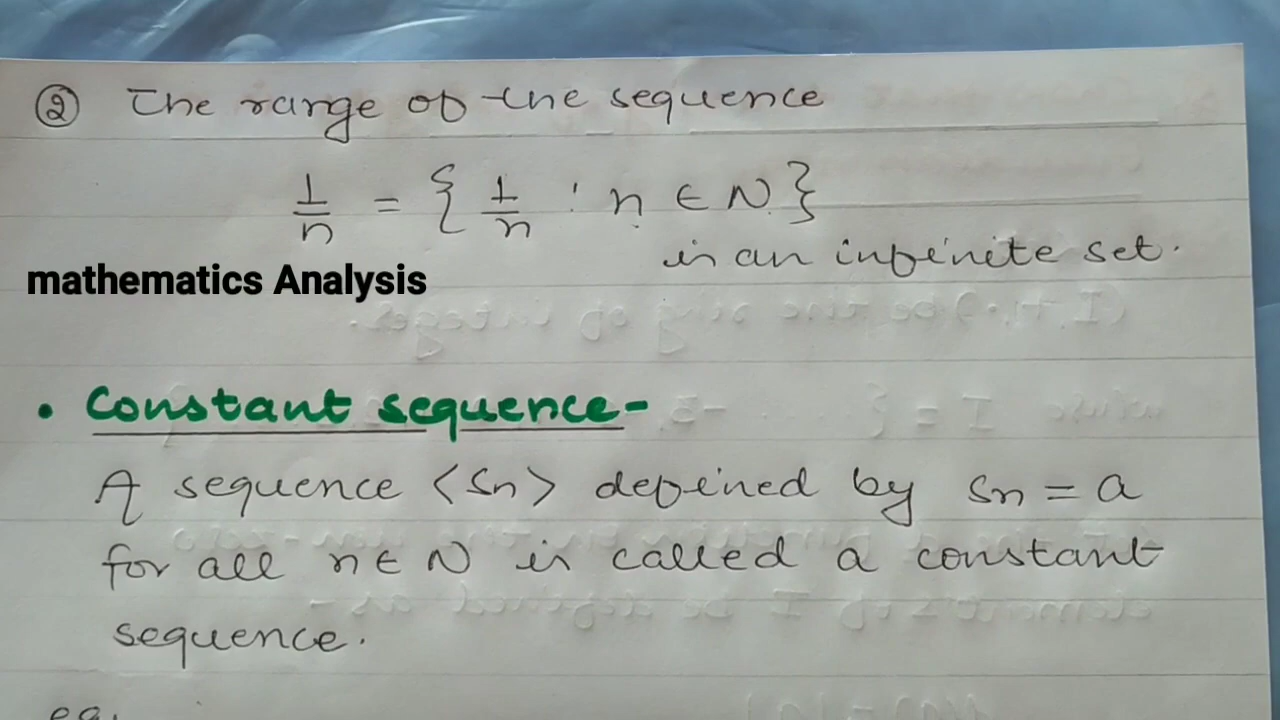 ② The range of the sequence
1/n = { 1/n : n ∈ N }
is an infinite set.
mathematics Analysis
• Constant sequence-
A sequence <Sn> defined by Sn = a
for all n ∈ N is called a constant
sequence.
eg.